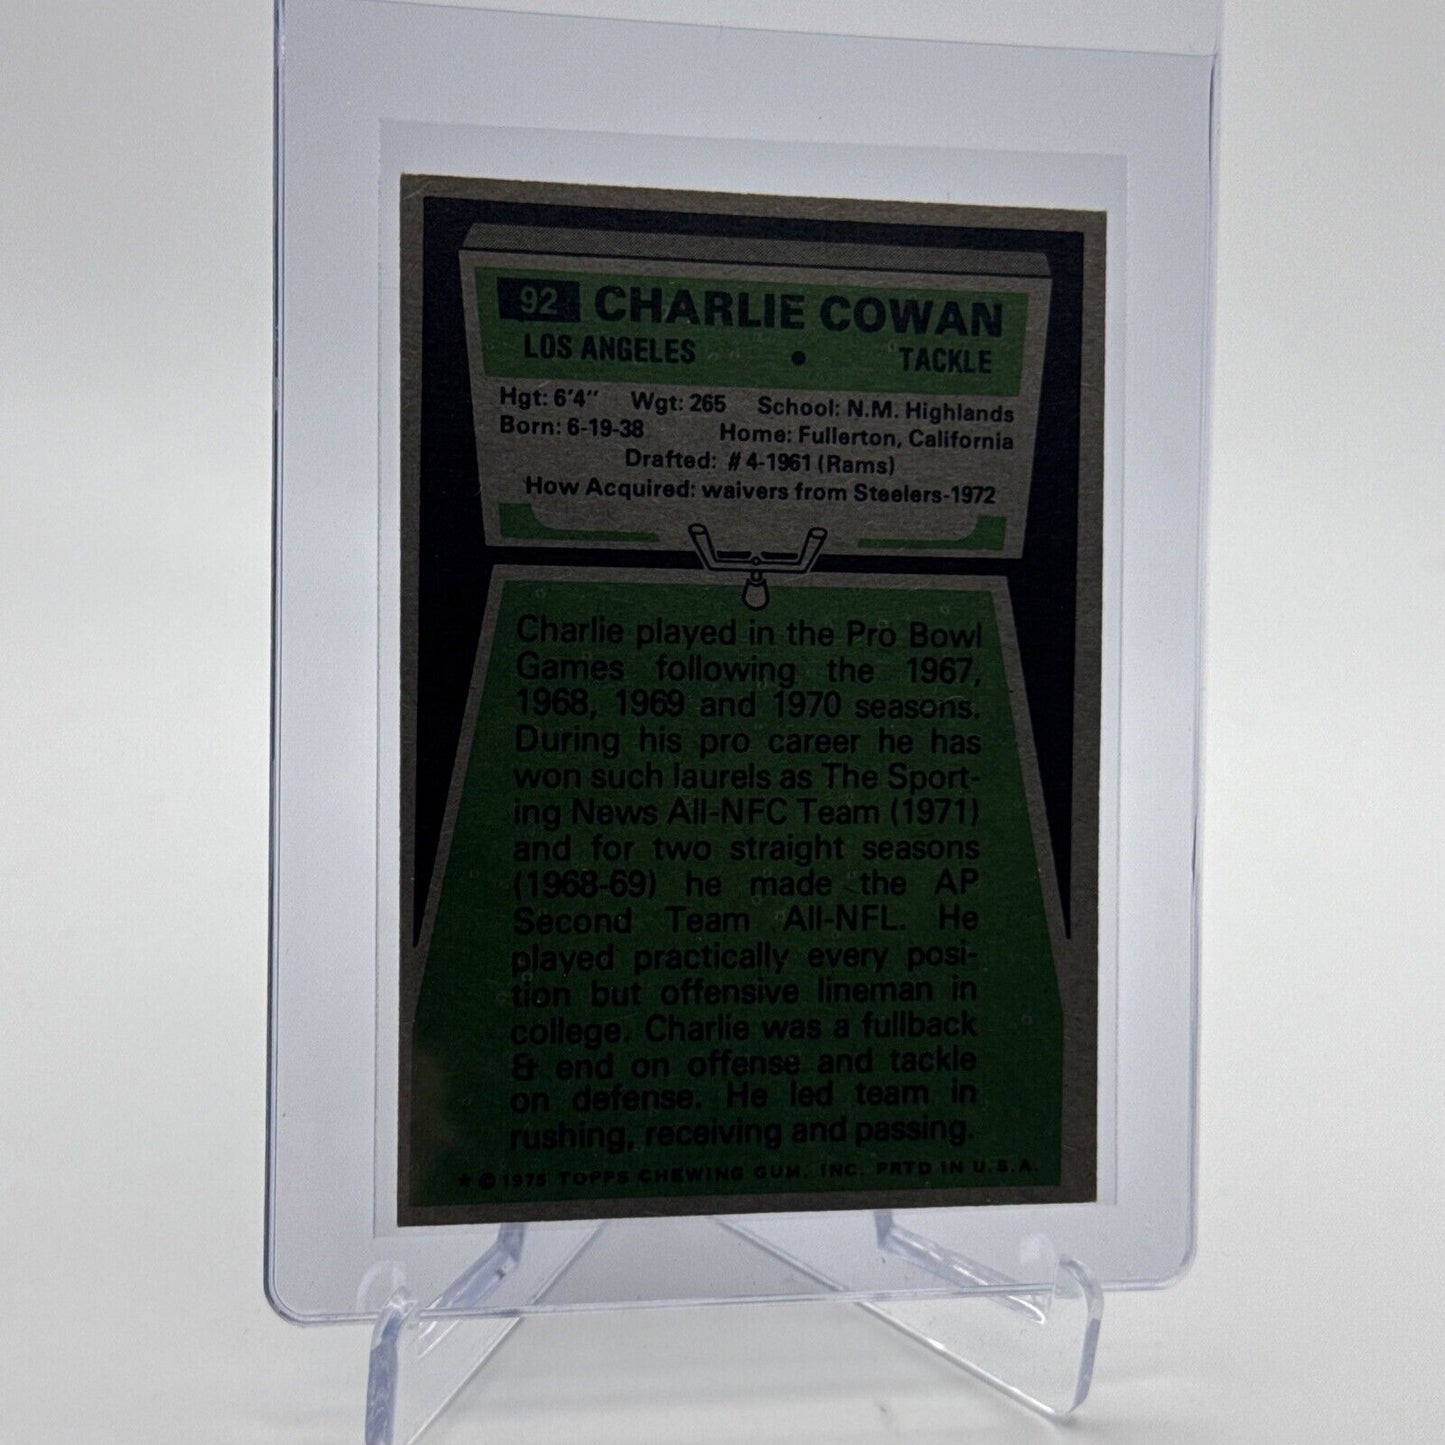 92 CHARLIE COWAN
LOS ANGELES • TACKLE
Hgt: 6'4" Wgt: 265 School: N.M. Highlands
Born: 6-19-38 Home: Fullerton, California
Drafted: #4-1961 (Rams)
How Acquired: waivers from Steelers-1972
Charlie played in the Pro Bowl
Games following the 1967,
1968, 1969 and 1970 seasons.
During his pro career he has
won such laurels as The Sport-
ing News All-NFC Team (1971)
and for two straight seasons
(1968-69) he made the AP
Second Team All-NFL. He
played practically every posi-
tion but offensive lineman in
college. Charlie was a fullback
& end on offense and tackle
on defense. He led team in
rushing, receiving and passing.
★ © 1975 TOPPS CHEWING GUM, INC. PRTD IN U.S.A.